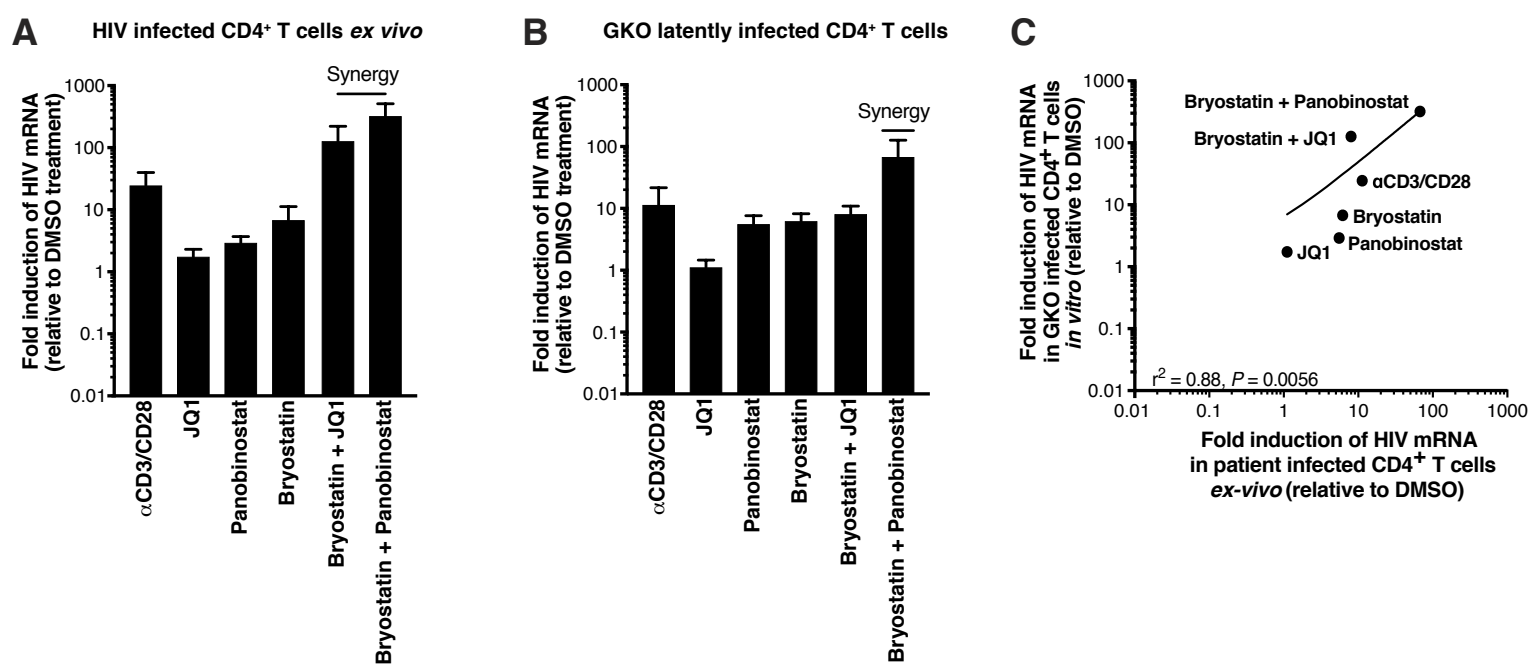 A
HIV infected CD4+ T cells ex vivo
Fold induction of HIV mRNA
(relative to DMSO treatment)
1000
100
10
1
0.1
0.01
Synergy
αCD3/CD28
JQ1
Panobinostat
Bryostatin
Bryostatin + JQ1
Bryostatin + Panobinostat
B
GKO latently infected CD4+ T cells
Fold induction of HIV mRNA
(relative to DMSO treatment)
1000
100
10
1
0.1
0.01
Synergy
αCD3/CD28
JQ1
Panobinostat
Bryostatin
Bryostatin + JQ1
Bryostatin + Panobinostat
C
Fold induction of HIV mRNA
in GKO infected CD4+ T cells
in vitro (relative to DMSO)
1000
100
10
1
0.1
0.01
Bryostatin + Panobinostat
Bryostatin + JQ1
αCD3/CD28
Bryostatin
Panobinostat
JQ1
r2 = 0.88, P = 0.0056
0.01
0.1
1
10
100
1000
Fold induction of HIV mRNA
in patient infected CD4+ T cells
ex-vivo (relative to DMSO)